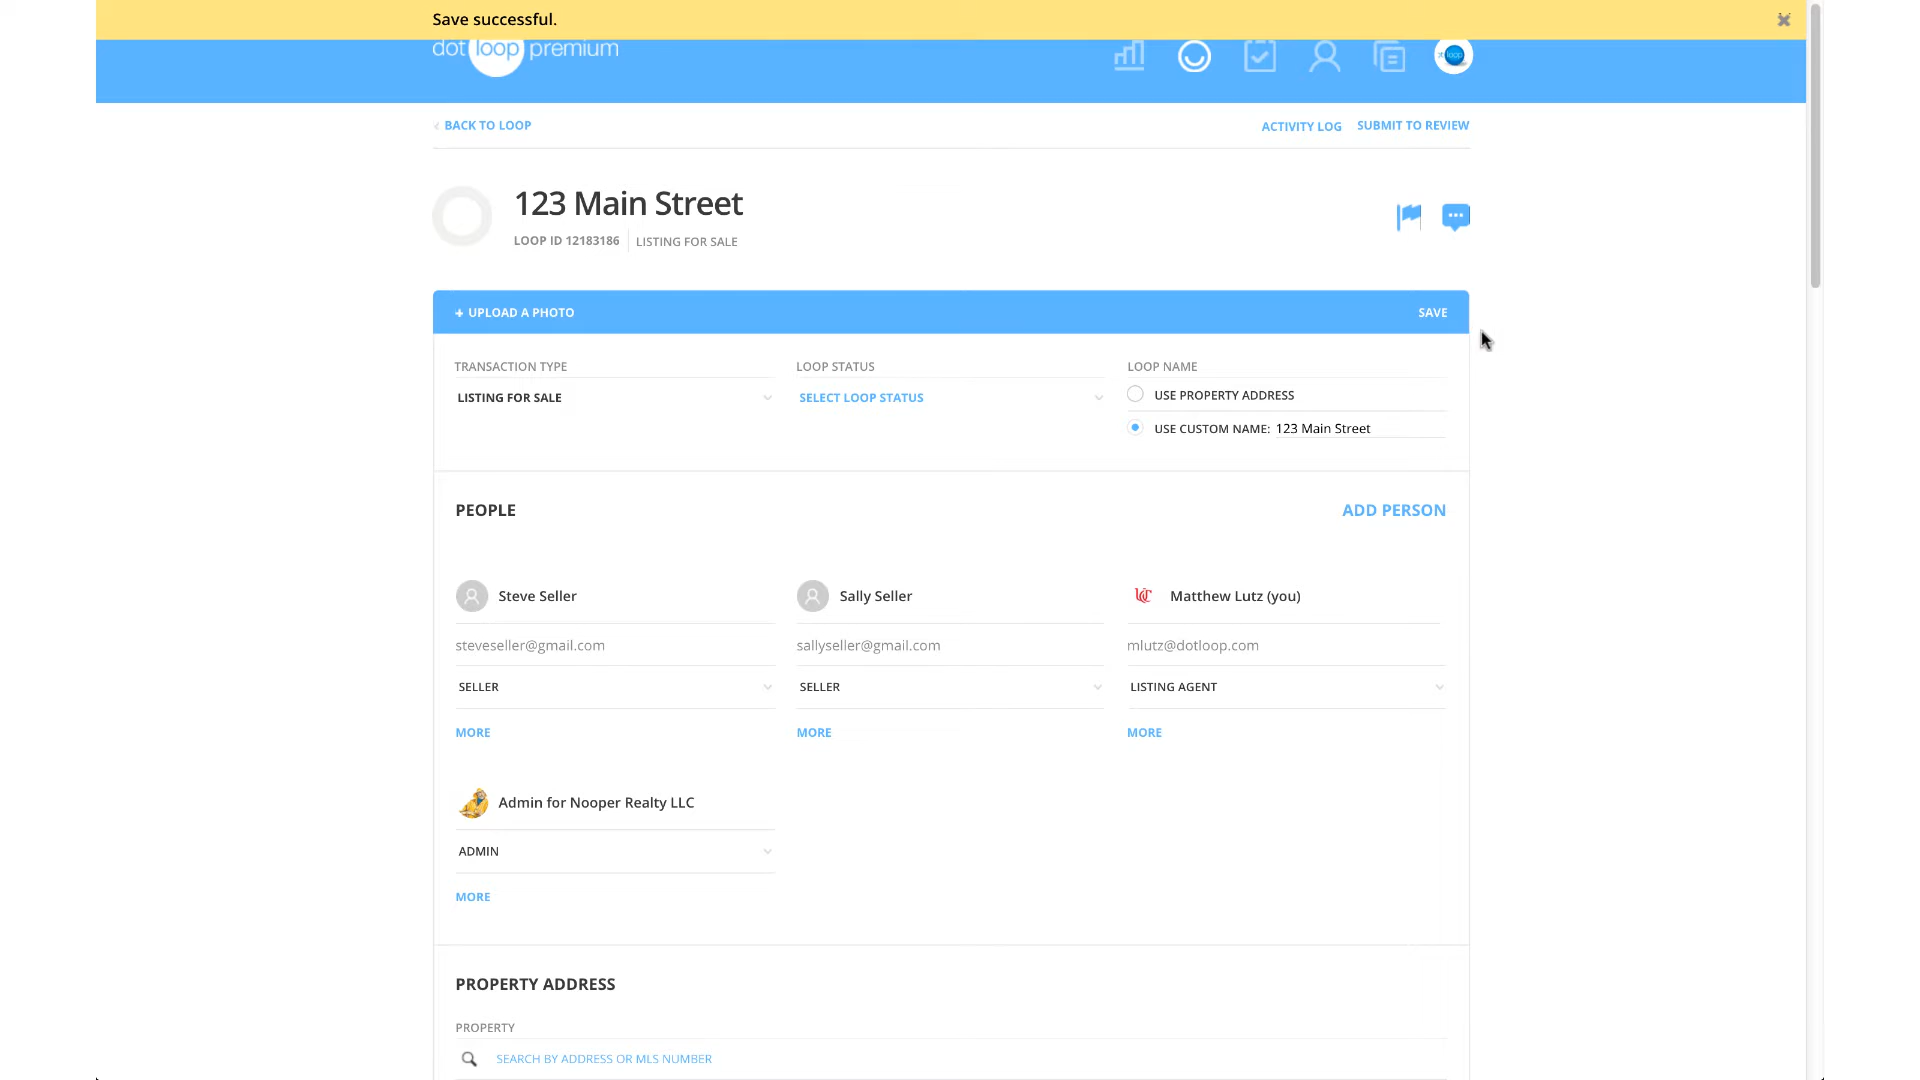 Save successful.
dot loop premium
BACK TO LOOP
ACTIVITY LOG
SUBMIT TO REVIEW
123 Main Street
LOOP ID 12183186
LISTING FOR SALE
+ UPLOAD A PHOTO
SAVE
TRANSACTION TYPE
LOOP STATUS
LOOP NAME
LISTING FOR SALE
SELECT LOOP STATUS
USE PROPERTY ADDRESS
USE CUSTOM NAME: 123 Main Street
PEOPLE
ADD PERSON
Steve Seller
Sally Seller
Matthew Lutz (you)
steveseller@gmail.com
sallyseller@gmail.com
mlutz@dotloop.com
SELLER
SELLER
LISTING AGENT
MORE
MORE
MORE
Admin for Nooper Realty LLC
ADMIN
MORE
PROPERTY ADDRESS
PROPERTY
SEARCH BY ADDRESS OR MLS NUMBER